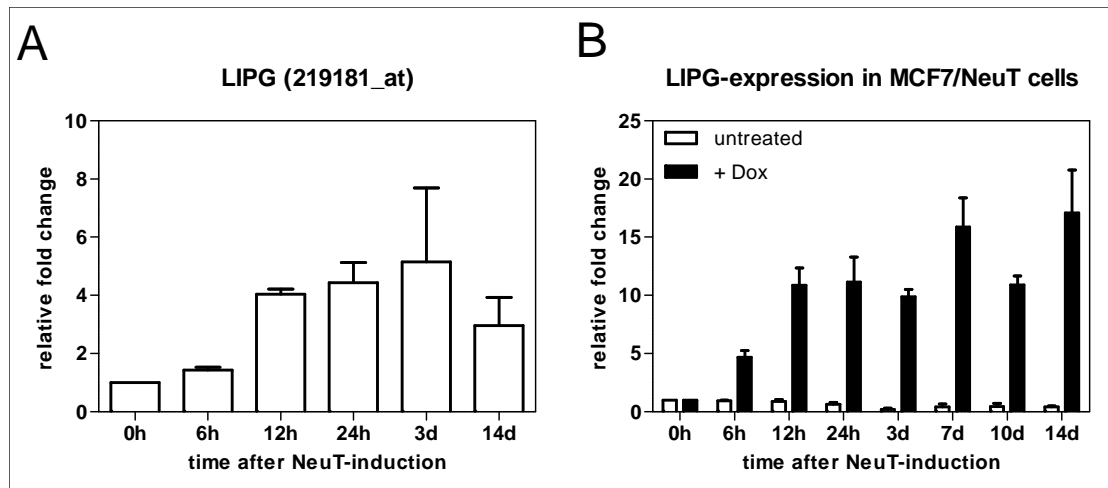 A
LIPG (219181_at)
relative fold change
10
8
6
4
2
0
0h 6h 12h 24h 3d 14d
time after NeuT-induction
B
LIPG-expression in MCF7/NeuT cells
relative fold change
25
20
15
10
5
0
untreated
+ Dox
0h 6h 12h 24h 3d 7d 10d 14d
time after NeuT-induction